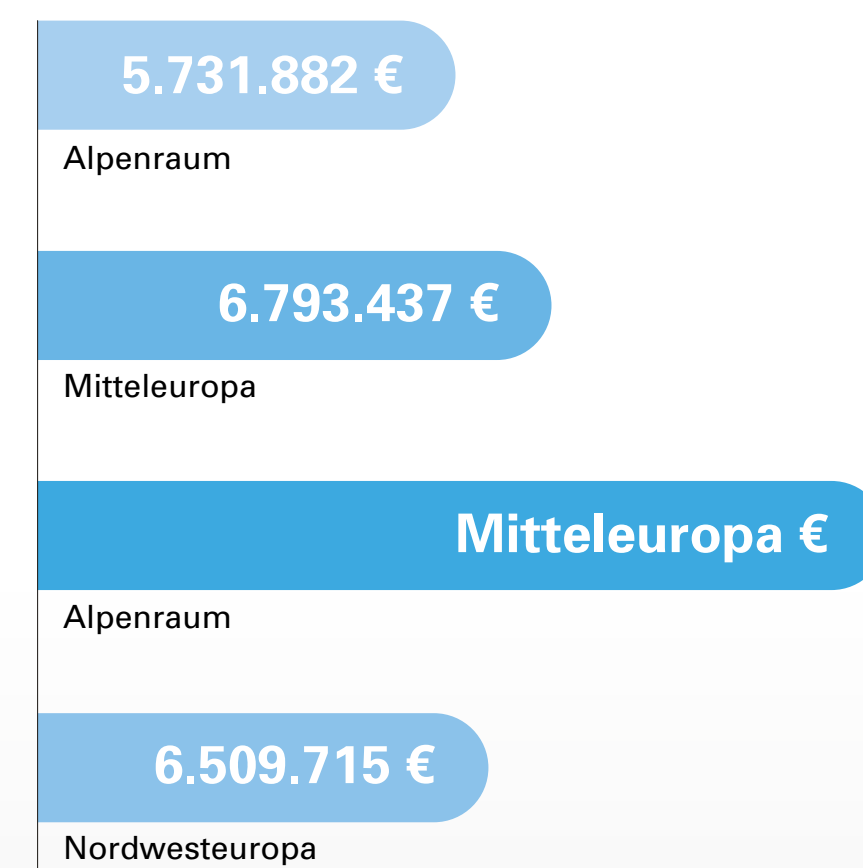 5.731.882 €
Alpenraum
6.793.437 €
Mitteleuropa
Mitteleuropa €
Alpenraum
6.509.715 €
Nordwesteuropa